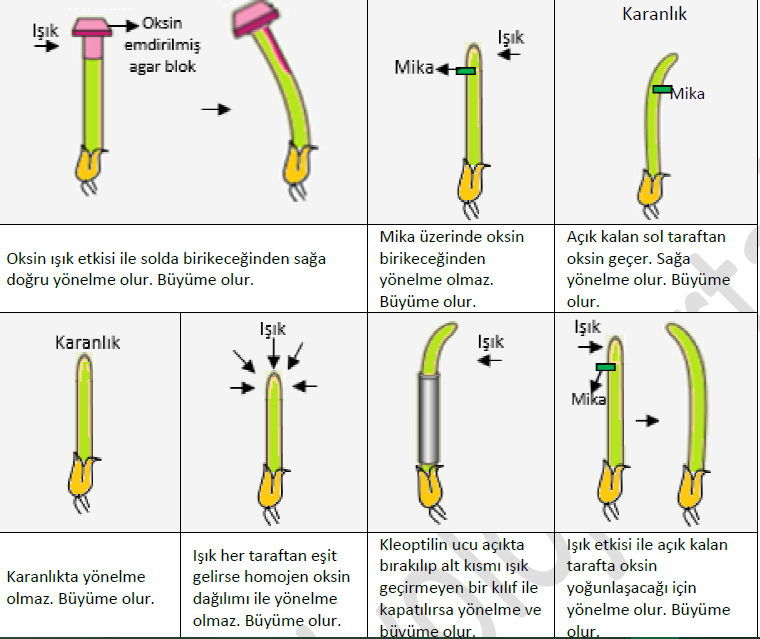 Işık
Oksin
emdirilmiş
agar blok
Işık
Mika
Karanlık
Mika
Oksin ışık etkisi ile solda birikeceğinden sağa
doğru yönelme olur. Büyüme olur.
Mika üzerinde oksin
birikeceğinden
yönelme olmaz.
Büyüme olur.
Açık kalan sol taraftan
oksin geçer. Sağa
yönelme olur. Büyüme
olur.
Karanlık
Işık
Işık
Işık
Mika
Karanlıkta yönelme
olmaz. Büyüme olur.
Işık her taraftan eşit
gelirse homojen oksin
dağılımı ile yönelme
olmaz. Büyüme olur.
Kleoptilin ucu açıkta
bırakılıp alt kısmı ışık
geçirmeyen bir kılıf ile
kapatılırsa yönelme ve
büyüme olur.
Işık etkisi ile açık kalan
tarafta oksin
yoğunlaşacağı için
yönelme olur. Büyüme
olur.